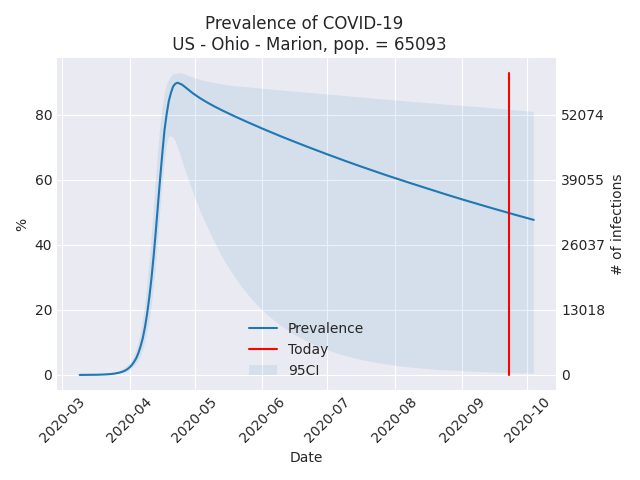 Prevalence of COVID-19
US - Ohio - Marion, pop. = 65093
%
80
60
40
20
0
52074
39055
26037
13018
0
# of infections
Prevalence
Today
95CI
2020-03
2020-04
2020-05
2020-06
2020-07
2020-08
2020-09
2020-10
Date